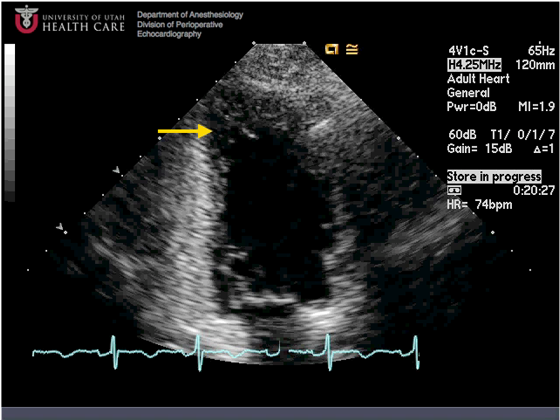 UNIVERSITY OF UTAH
HEALTH CARE
Department of Anesthesiology
Division of Perioperative
Echocardiography
4V1c-S 65Hz
H4.25MHz 120mm
Adult Heart
General
Pwr=0dB MI=1.9
60dB T1/ 0/1/7
Gain= 15dB Δ=1
Store in progress
0:20:27
HR= 74bpm